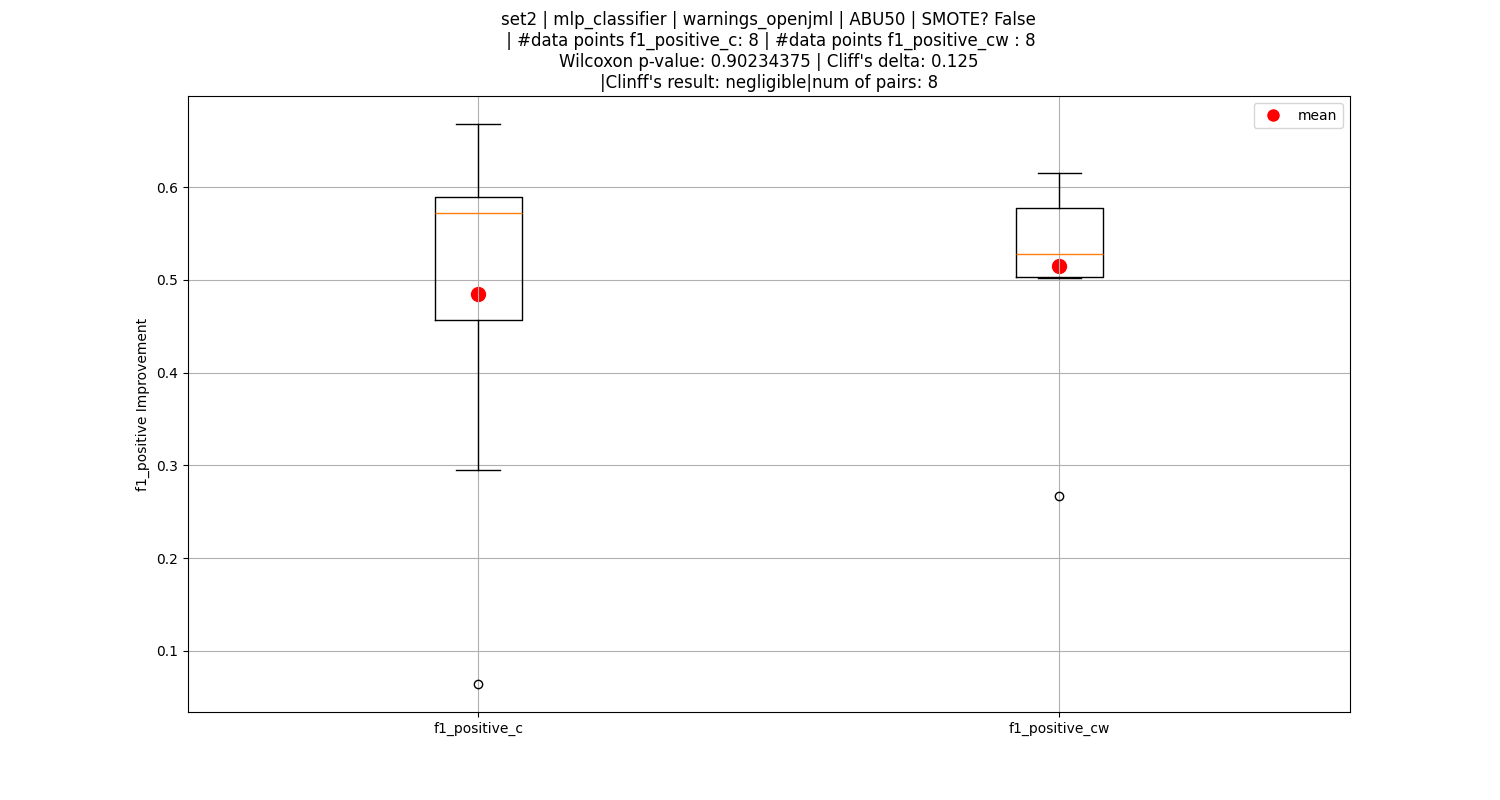 set2 | mlp_classifier | warnings_openjml | ABU50 | SMOTE? False
| #data points f1_positive_c: 8 | #data points f1_positive_cw : 8
Wilcoxon p-value: 0.90234375 | Cliff's delta: 0.125
|Clinff's result: negligible|num of pairs: 8
mean
0.6
0.5
0.4
0.3
0.2
0.1
f1_positive Improvement
f1_positive_c
f1_positive_cw